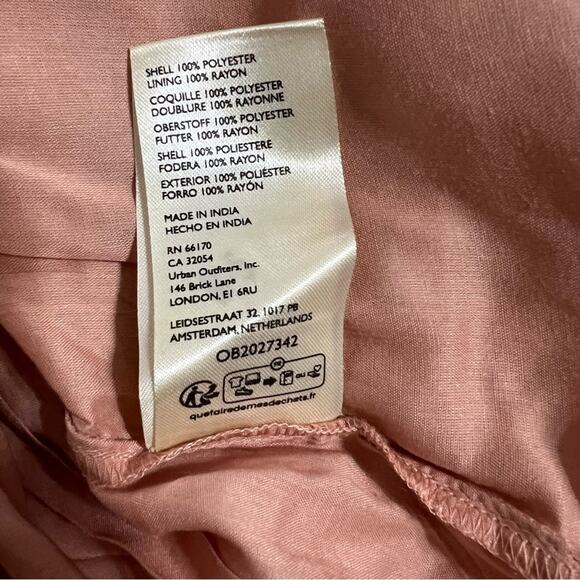 SHELL 100% POLYESTER
LINING 100% RAYON
COQUILLE 100% POLYESTER
DOUBLURE 100% RAYONNE
OBERSTOFF 100% POLYESTER
FUTTER 100% RAYON
SHELL 100% POLIESTERE
FODERA 100% RAYON
EXTERIOR 100% POLIÉSTER
FORRO 100% RAYÓN
MADE IN INDIA
HECHO EN INDIA
RN 66170
CA 32054
Urban Outfitters, Inc.
146 Brick Lane
LONDON, E1 6RU
LEIDSESTRAAT 32, 1017 PB
AMSTERDAM, NETHERLANDS
OB2027342
FR
ou
quefairedemesdechets.fr